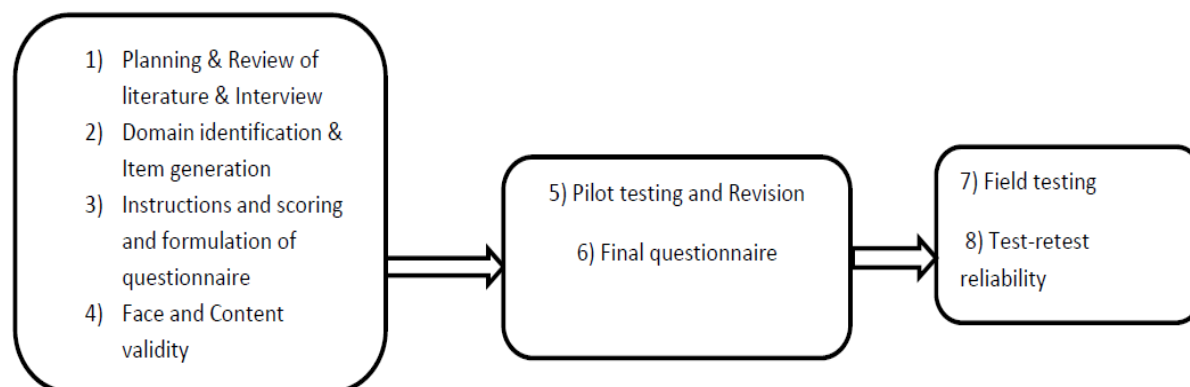 1) Planning & Review of
literature & Interview
2) Domain identification &
Item generation
3) Instructions and scoring
and formulation of
questionnaire
4) Face and Content
validity
5) Pilot testing and Revision
6) Final questionnaire
7) Field testing
8) Test-retest
reliability